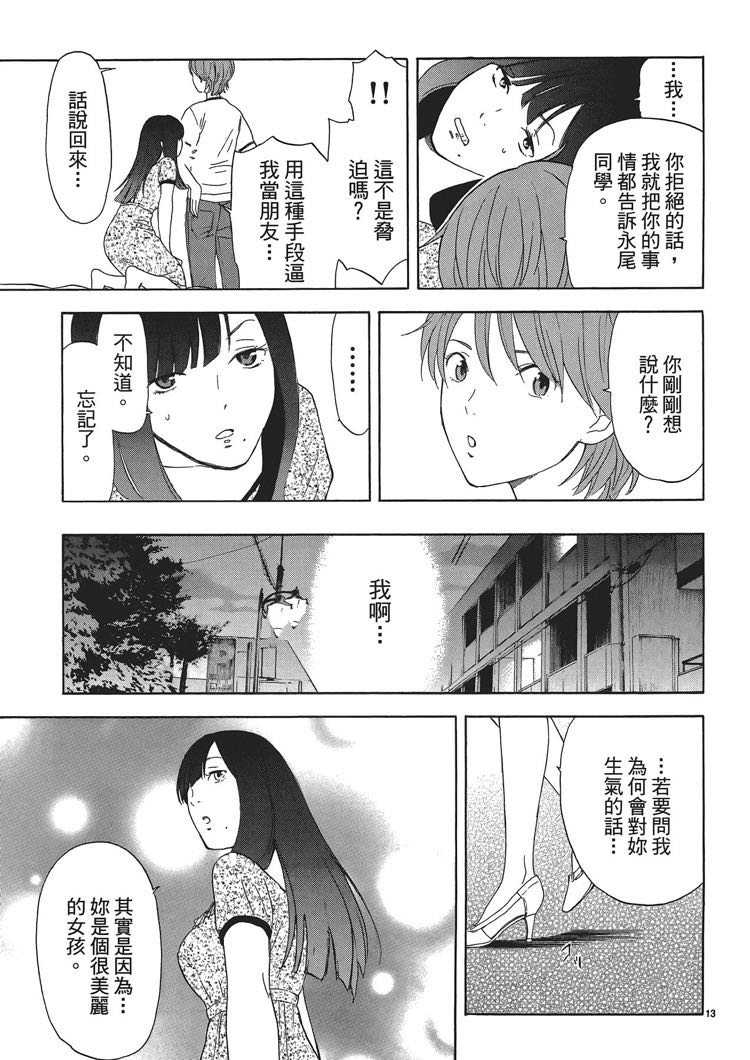 …我…
你拒絕的話，
我就把你的事
情都告訴永尾
同學。
!!
這不是脅
迫嗎？
用這種手段逼
我當朋友…
話說回來…
你剛剛想
說什麼？
……
不知道。
忘記了。
我啊…
…若要問我
為何會對妳
生氣的話…
其實是因為…
妳是個很美麗
的女孩。
13